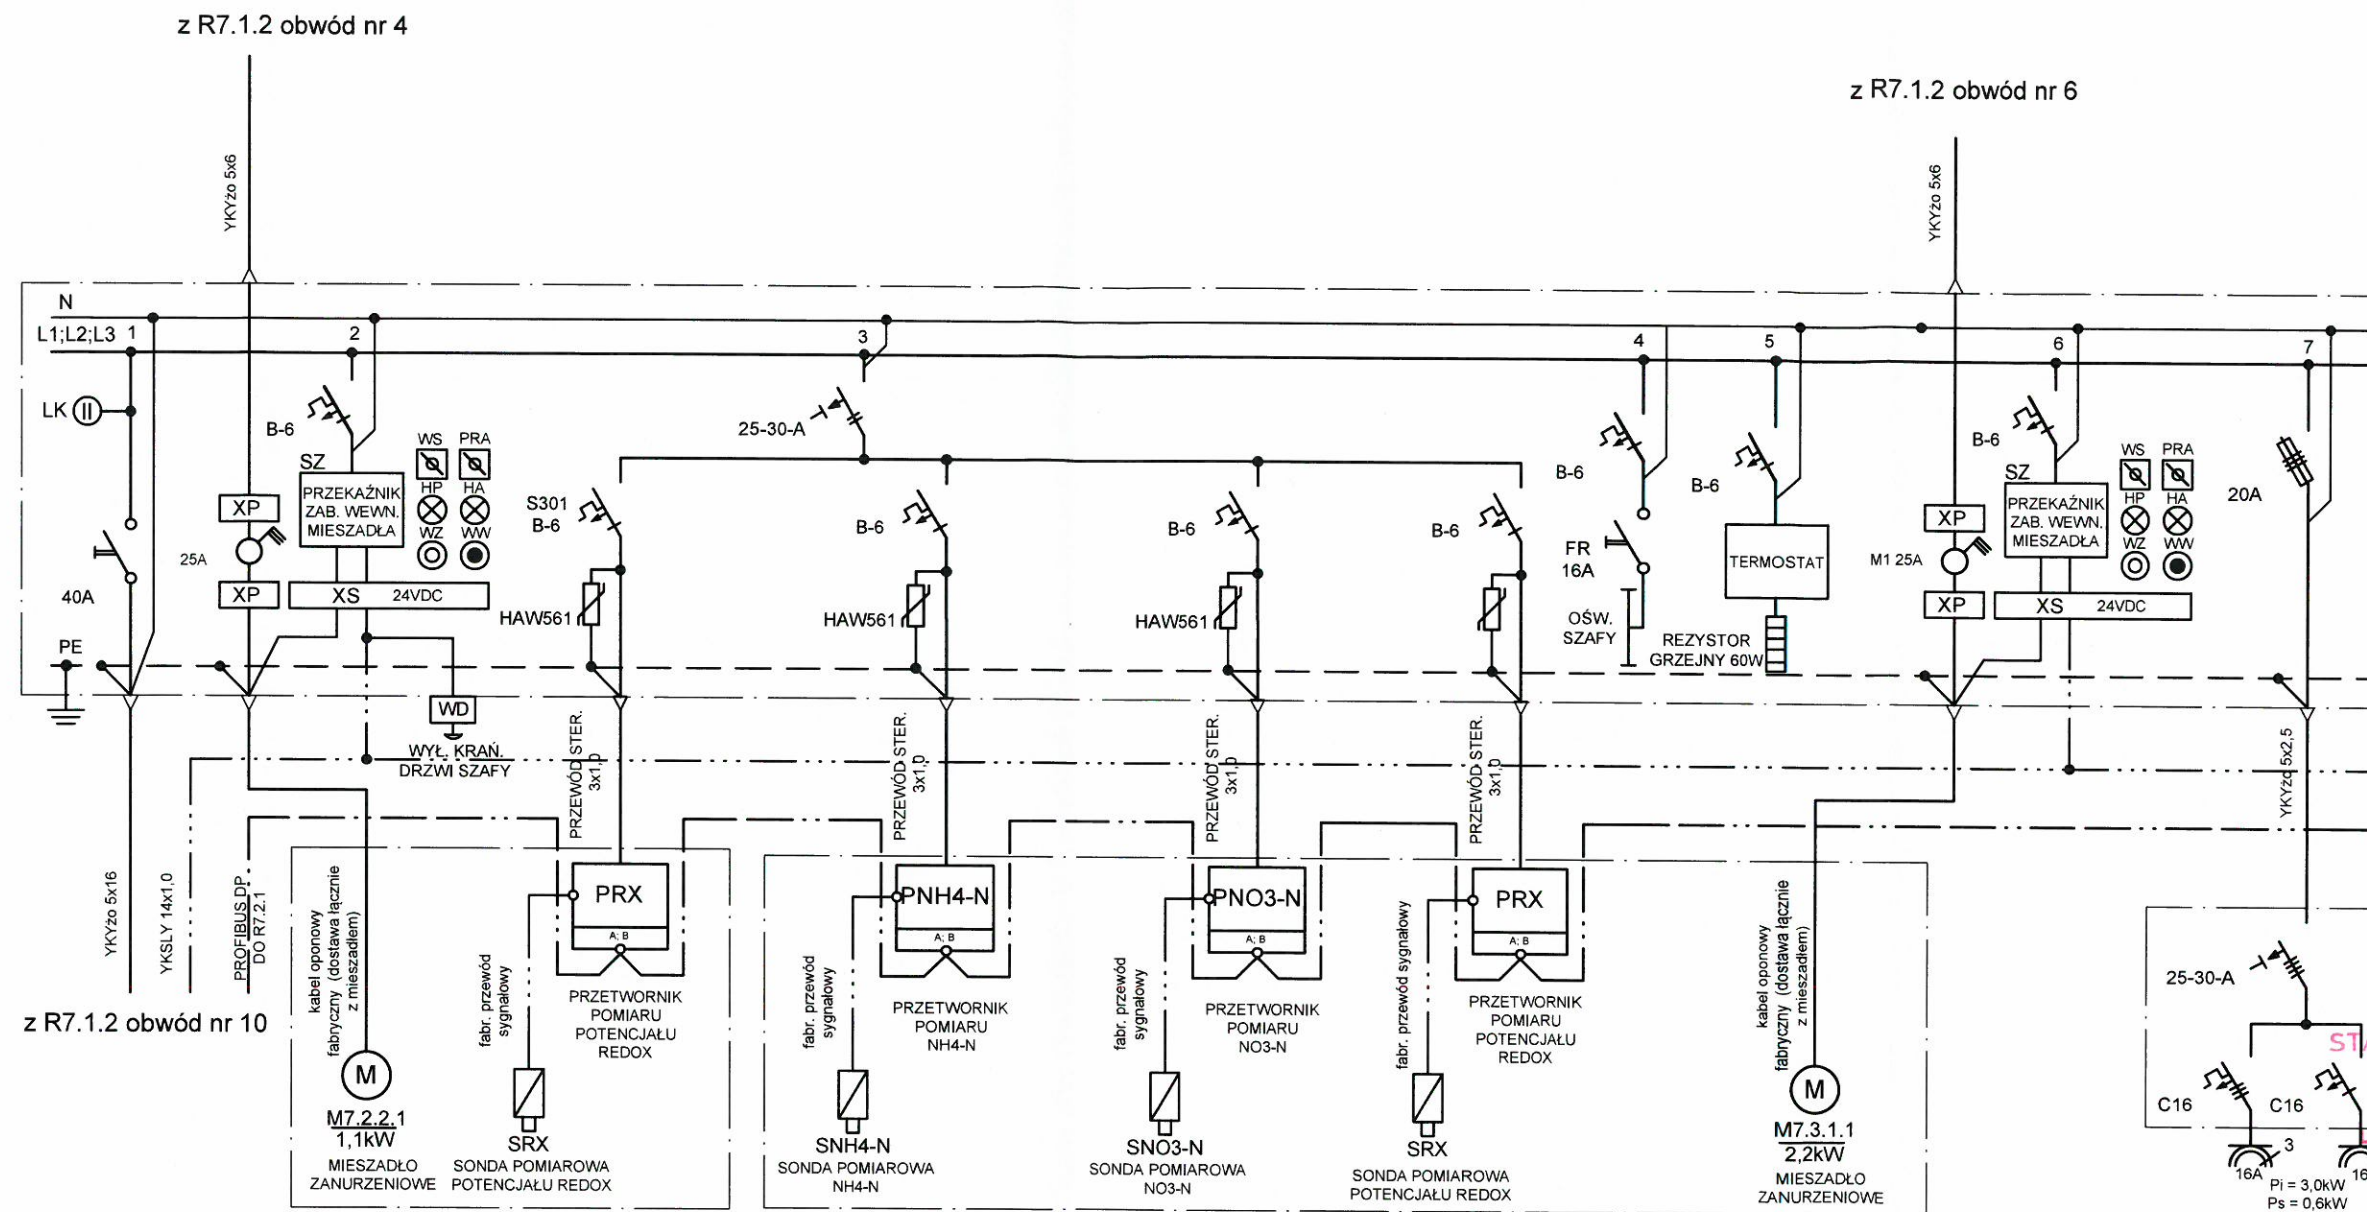 z R7.1.2 obwód nr 4
z R7.1.2 obwód nr 6
YKYżo 5x6
YKYżo 5x6
N
L1;L2;L3
1
2
3
4
5
6
7
LK
B-6
25-30-A
B-6
B-6
B-6
20A
WS PRA
HP HA
WZ WW
SZ
PRZEKAŹNIK
ZAB. WEWN.
MIESZADŁA
XP
25A
XP
XS 24VDC
40A
PE
S301
B-6
B-6
B-6
B-6
HAW561
HAW561
HAW561
FR
16A
OŚW.
SZAFY
TERMOSTAT
REZYSTOR
GRZEJNY 60W
WS PRA
HP HA
WZ WW
SZ
PRZEKAŹNIK
ZAB. WEWN.
MIESZADŁA
XP
M1 25A
XP
XS 24VDC
WD
WYŁ. KRAŃ.
DRZWI SZAFY
PRZEWÓD STER.
3x1,0
PRZEWÓD STER.
3x1,0
PRZEWÓD STER.
3x1,0
PRZEWÓD STER.
3x1,0
YKYżo 5x2,5
YKYżo 5x16
YKSLY 14x1,0
PROFIBUS DP
DO R7.2.1
z R7.1.2 obwód nr 10
kabel oponowy
fabryczny (dostawa łącznie
z mieszadłem)
M
M7.2.2.1
1,1kW
MIESZADŁO
ZANURZENIOWE
fabr. przewód
sygnałowy
PRX
A; B
PRZETWORNIK
POMIARU
POTENCJAŁU
REDOX
SRX
SONDA POMIAROWA
POTENCJAŁU REDOX
fabr. przewód
sygnałowy
PNH4-N
A; B
PRZETWORNIK
POMIARU
NH4-N
SNH4-N
SONDA POMIAROWA
NH4-N
fabr. przewód
sygnałowy
PNO3-N
A; B
PRZETWORNIK
POMIARU
NO3-N
SNO3-N
SONDA POMIAROWA
NO3-N
fabr. przewód sygnałowy
PRX
A; B
PRZETWORNIK
POMIARU
POTENCJAŁU
REDOX
SRX
SONDA POMIAROWA
POTENCJAŁU REDOX
kabel oponowy
fabryczny (dostawa łącznie
z mieszadłem)
M
M7.3.1.1
2,2kW
MIESZADŁO
ZANURZENIOWE
25-30-A
C16
C16
3
16A
Pi = 3,0kW
Ps = 0,6kW